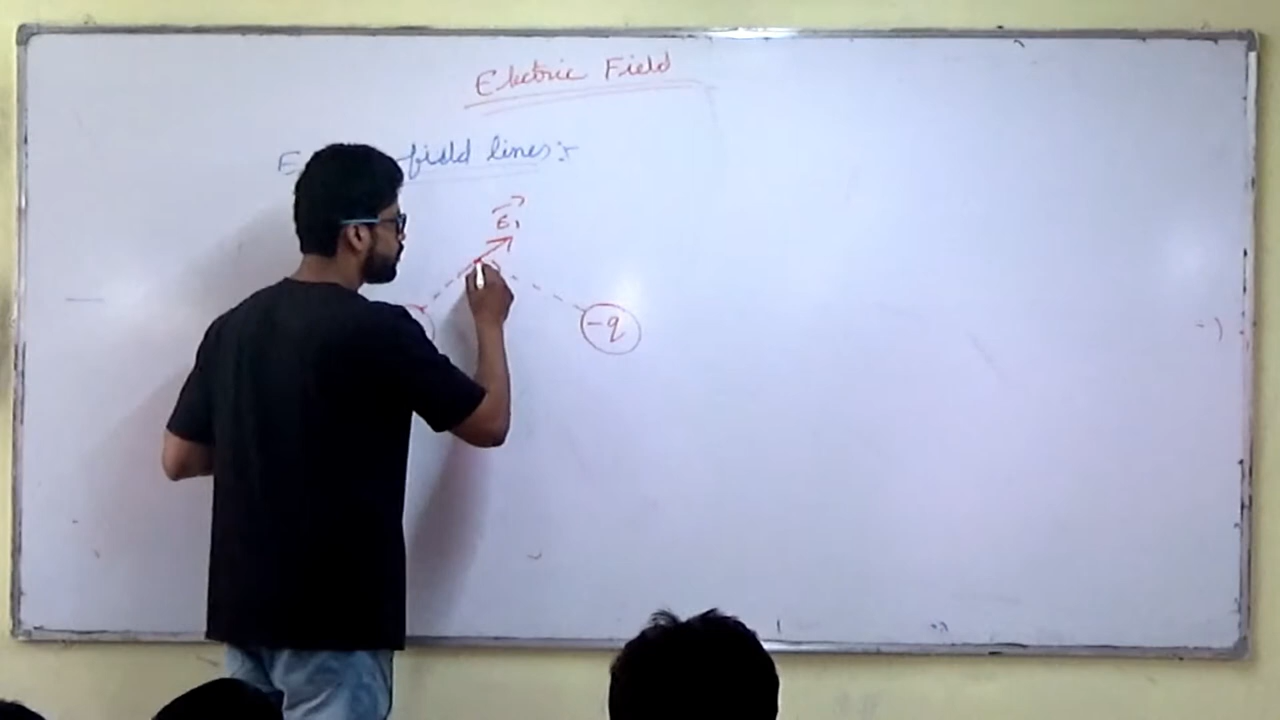 Electric Field
field lines :-
E₁
-q